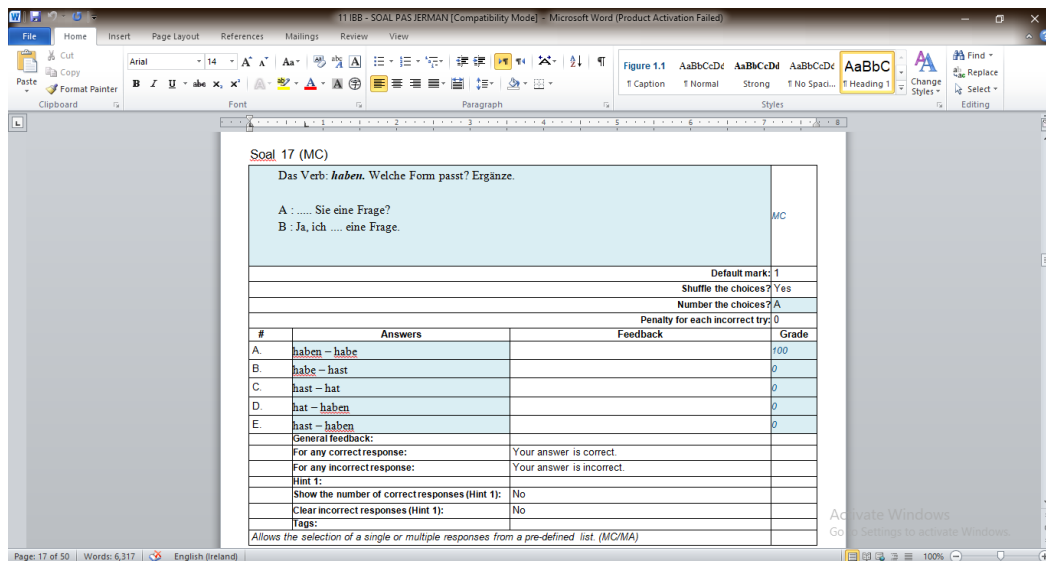 11 IBB - SOAL PAS JERMAN [Compatibility Mode] - Microsoft Word (Product Activation Failed)
File Home Insert Page Layout References Mailings Review View
Paste
Cut
Copy
Format Painter
Clipboard
Arial 14
Font
Paragraph
Figure 1.1 AaBbCcDc AaBbCcDd AaBbCcDc AaBbC
¶ Caption ¶ Normal Strong ¶ No Spaci... ¶ Heading 1
Change Styles
Styles
Find
Replace
Select
Editing
Soal 17 (MC)
Das Verb: haben. Welche Form passt? Ergänze.
A : ..... Sie eine Frage?
B : Ja, ich .... eine Frage.
MC
Default mark: 1
Shuffle the choices? Yes
Number the choices? A
Penalty for each incorrect try: 0
# Answers Feedback Grade
A. haben – habe 100
B. habe – hast 0
C. hast – hat 0
D. hat – haben 0
E. hast – haben 0
General feedback:
For any correct response: Your answer is correct.
For any incorrect response: Your answer is incorrect.
Hint 1:
Show the number of correct responses (Hint 1): No
Clear incorrect responses (Hint 1): No
Tags:
Allows the selection of a single or multiple responses from a pre-defined list. (MC/MA)
Activate Windows
Go to Settings to activate Windows.
Page: 17 of 50 Words: 6,317 English (Ireland) 100%